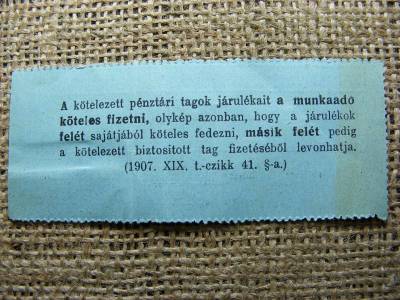 A kötelezett pénztári tagok járulékait a munkaadó
köteles fizetni, olykép azonban, hogy a járulékok
felét sajátjából köteles fedezni, másik felét pedig
a kötelezett biztositott tag fizetéséből levonhatja.
(1907. XIX. t.-czikk 41. §-a.)